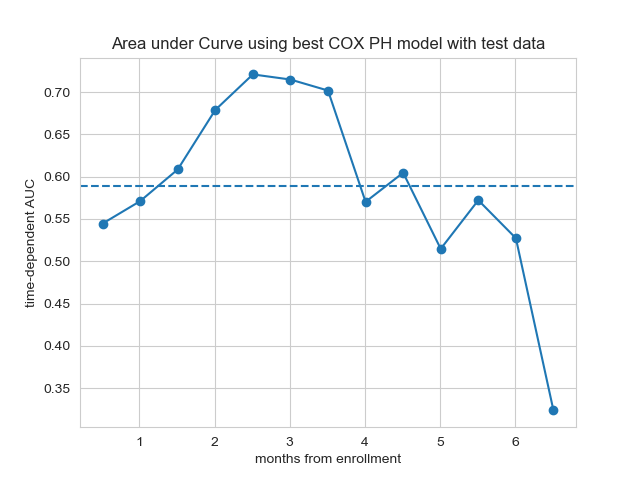 Area under Curve using best COX PH model with test data
time-dependent AUC
0.70
0.65
0.60
0.55
0.50
0.45
0.40
0.35
1 2 3 4 5 6
months from enrollment